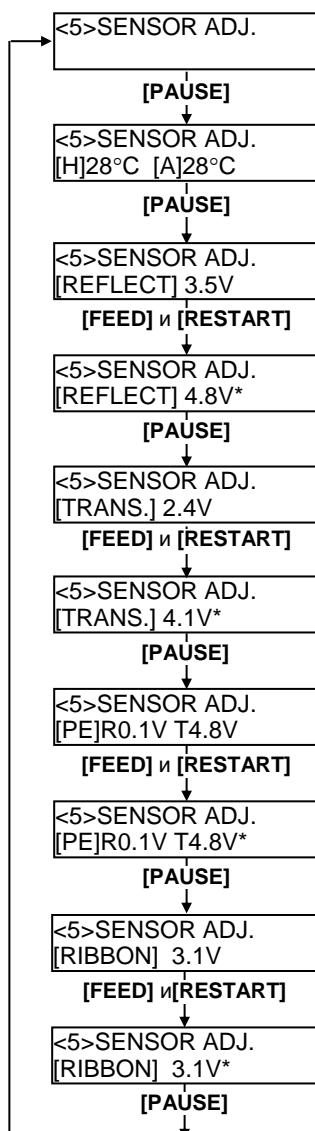 <5>SENSOR ADJ.
[PAUSE]
<5>SENSOR ADJ.
[H]28°C [A]28°C
[PAUSE]
<5>SENSOR ADJ.
[REFLECT] 3.5V
[FEED] и [RESTART]
<5>SENSOR ADJ.
[REFLECT] 4.8V*
[PAUSE]
<5>SENSOR ADJ.
[TRANS.] 2.4V
[FEED] и [RESTART]
<5>SENSOR ADJ.
[TRANS.] 4.1V*
[PAUSE]
<5>SENSOR ADJ.
[PE]R0.1V T4.8V
[FEED] и [RESTART]
<5>SENSOR ADJ.
[PE]R0.1V T4.8V*
[PAUSE]
<5>SENSOR ADJ.
[RIBBON] 3.1V
[FEED] и[RESTART]
<5>SENSOR ADJ.
[RIBBON] 3.1V*
[PAUSE]